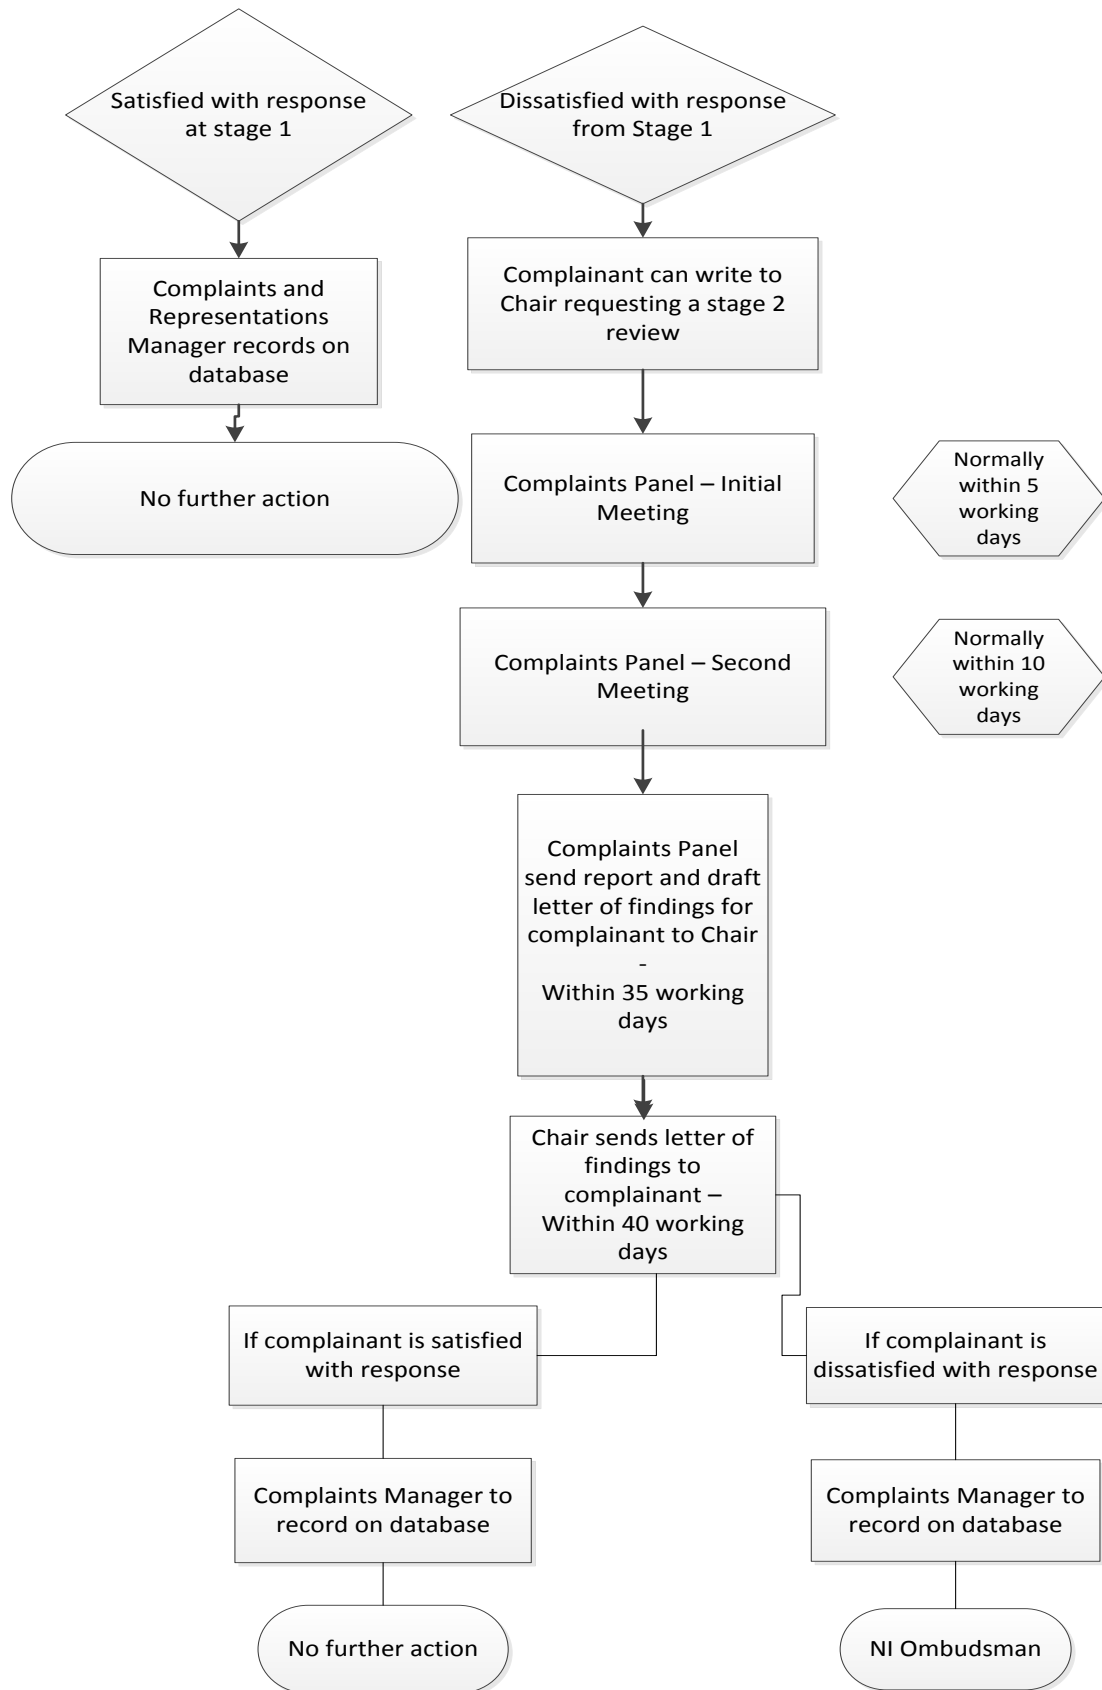 Satisfied with response
at stage 1
Dissatisfied with response
from Stage 1
Complaints and
Representations
Manager records on
database
Complainant can write to
Chair requesting a stage 2
review
No further action
Complaints Panel – Initial
Meeting
Normally
within 5
working
days
Complaints Panel – Second
Meeting
Normally
within 10
working
days
Complaints Panel
send report and draft
letter of findings for
complainant to Chair
-
Within 35 working
days
Chair sends letter of
findings to
complainant –
Within 40 working
days
If complainant is satisfied
with response
If complainant is
dissatisfied with response
Complaints Manager to
record on database
Complaints Manager to
record on database
No further action
NI Ombudsman